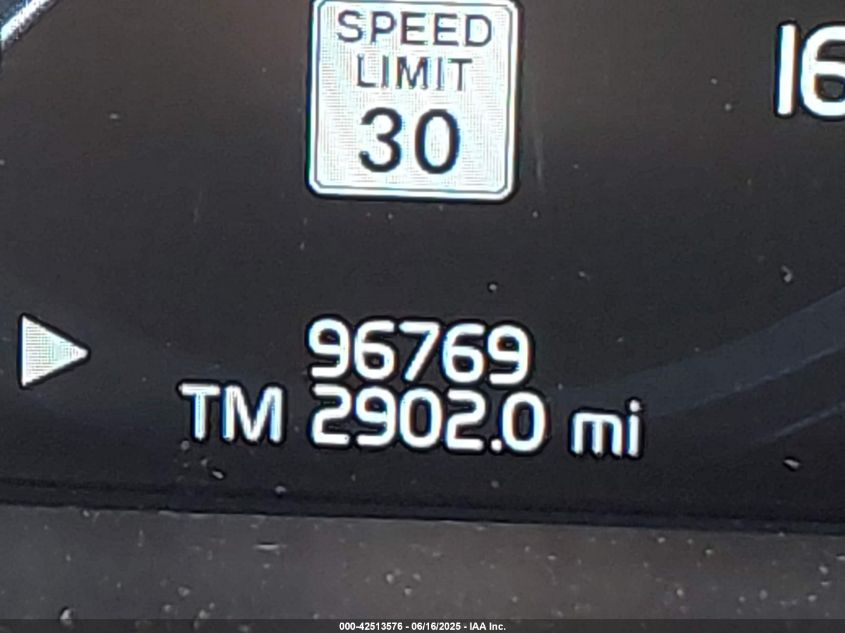 SPEED
LIMIT
30
16
96769
TM 2902.0 mi
000-42513576 - 06/16/2025 - IAA Inc.